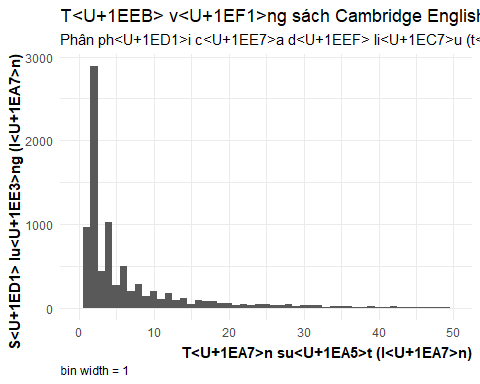 T<U+1EEB> v<U+1EF1>ng sách Cambridge English
Phân ph<U+1ED1>i c<U+1EE7>a d<U+1EEF> li<U+1EC7>u (t<
S<U+1ED1> lu<U+1EE3>ng (l<U+1EA7>n)
3000
2000
1000
0
0 10 20 30 40 50
T<U+1EA7>n su<U+1EA5>t (l<U+1EA7>n)
bin width = 1